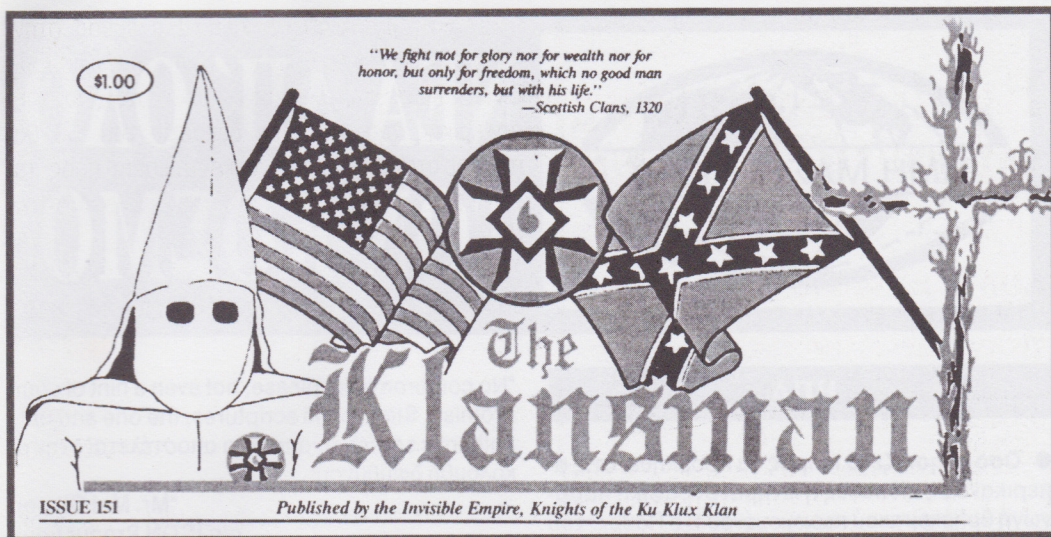 $1.00
"We fight not for glory nor for wealth nor for
honor, but only for freedom, which no good man
surrenders, but with his life."
—Scottish Clans, 1320
The
Klansman
ISSUE 151
Published by the Invisible Empire, Knights of the Ku Klux Klan